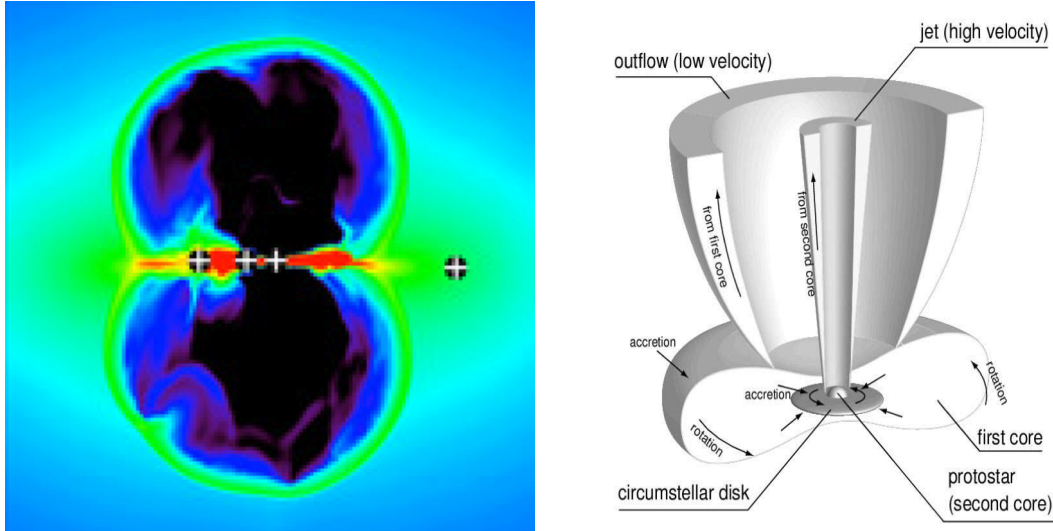 jet (high velocity)
outflow (low velocity)
from first core
from second core
accretion
accretion
rotation
rotation
first core
protostar
(second core)
circumstellar disk